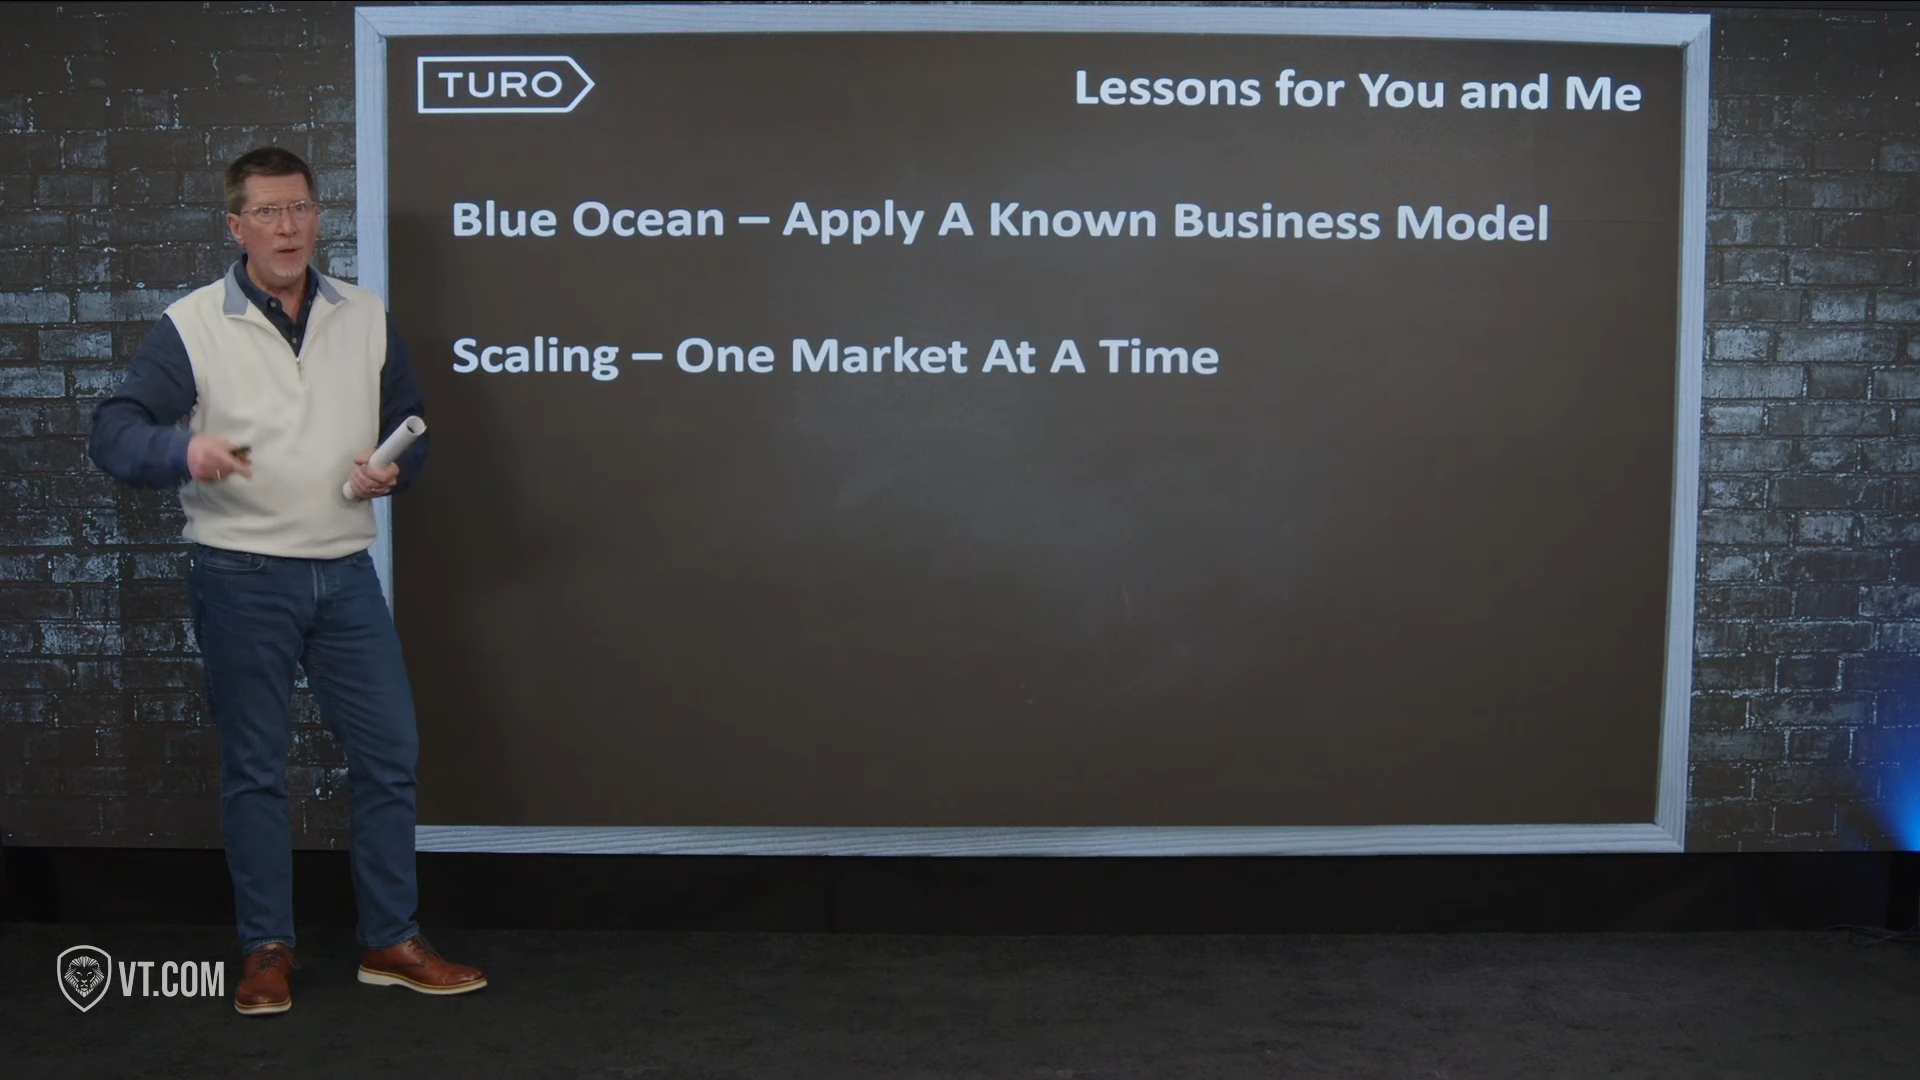 TURO
Lessons for You and Me
Blue Ocean – Apply A Known Business Model
Scaling – One Market At A Time
VT.COM